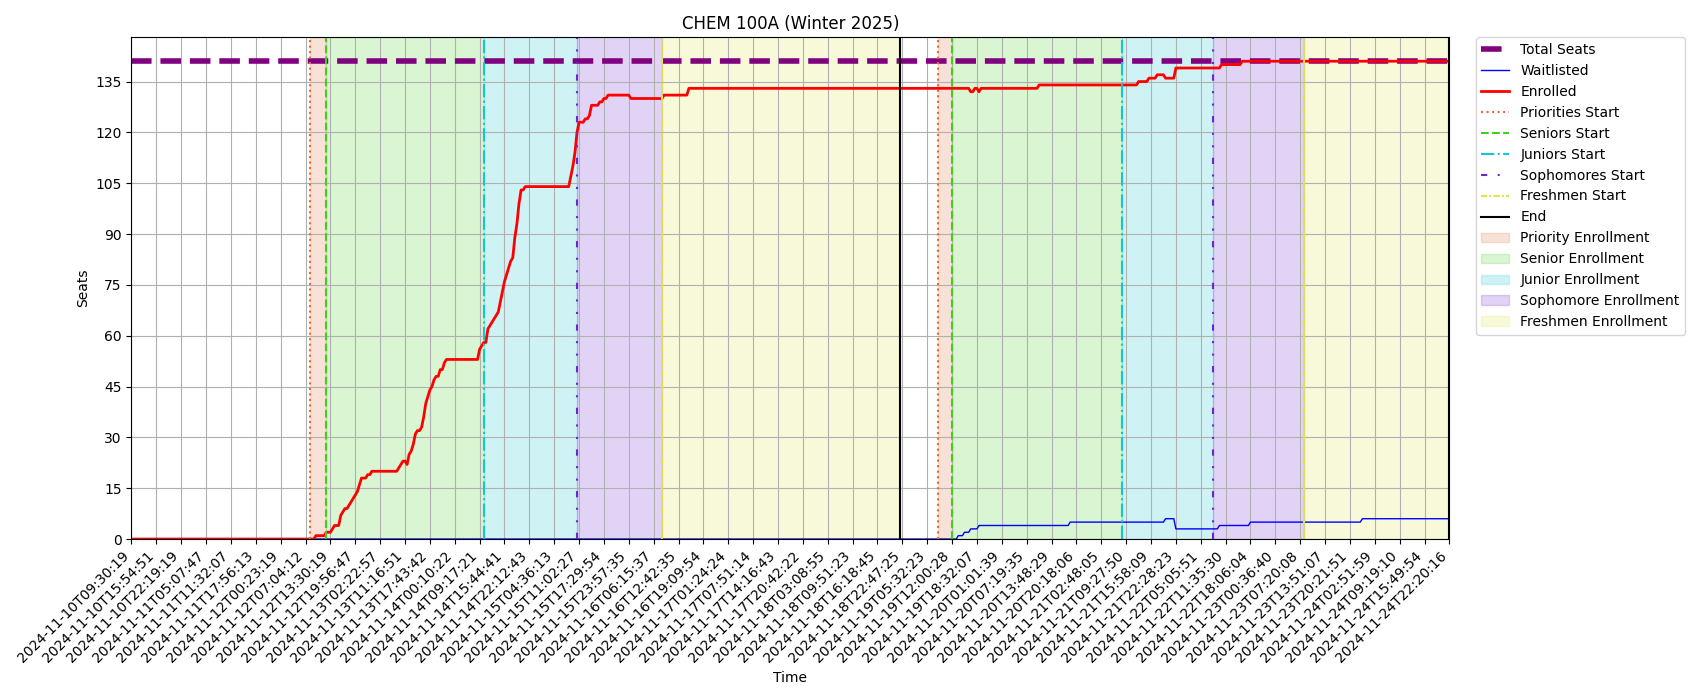 CHEM 100A (Winter 2025)
Seats
135
120
105
90
75
60
45
30
15
0
2024-11-10T09:30:19
2024-11-10T15:54:51
2024-11-10T22:19:19
2024-11-11T05:07:47
2024-11-11T11:32:07
2024-11-11T17:56:13
2024-11-12T00:23:19
2024-11-12T07:04:12
2024-11-12T13:30:19
2024-11-12T19:56:47
2024-11-13T03:22:57
2024-11-13T11:16:51
2024-11-13T17:43:42
2024-11-14T00:10:22
2024-11-14T09:17:21
2024-11-14T15:44:41
2024-11-14T22:12:43
2024-11-15T04:36:13
2024-11-15T11:02:27
2024-11-15T17:29:54
2024-11-15T23:57:35
2024-11-16T06:15:37
2024-11-16T12:42:35
2024-11-16T19:09:54
2024-11-17T01:24:24
2024-11-17T07:51:14
2024-11-17T14:16:43
2024-11-17T20:42:22
2024-11-18T03:08:55
2024-11-18T09:51:23
2024-11-18T16:18:45
2024-11-18T22:47:25
2024-11-19T05:32:23
2024-11-19T12:00:28
2024-11-19T18:32:07
2024-11-20T01:01:39
2024-11-20T07:19:35
2024-11-20T13:48:29
2024-11-20T20:18:06
2024-11-21T02:48:05
2024-11-21T09:27:50
2024-11-21T15:58:09
2024-11-21T22:28:23
2024-11-22T05:05:51
2024-11-22T11:35:30
2024-11-22T18:06:04
2024-11-23T00:36:40
2024-11-23T07:20:08
2024-11-23T13:51:07
2024-11-23T20:21:51
2024-11-24T02:51:59
2024-11-24T09:19:10
2024-11-24T15:49:54
2024-11-24T22:20:16
Time
Total Seats
Waitlisted
Enrolled
Priorities Start
Seniors Start
Juniors Start
Sophomores Start
Freshmen Start
End
Priority Enrollment
Senior Enrollment
Junior Enrollment
Sophomore Enrollment
Freshmen Enrollment